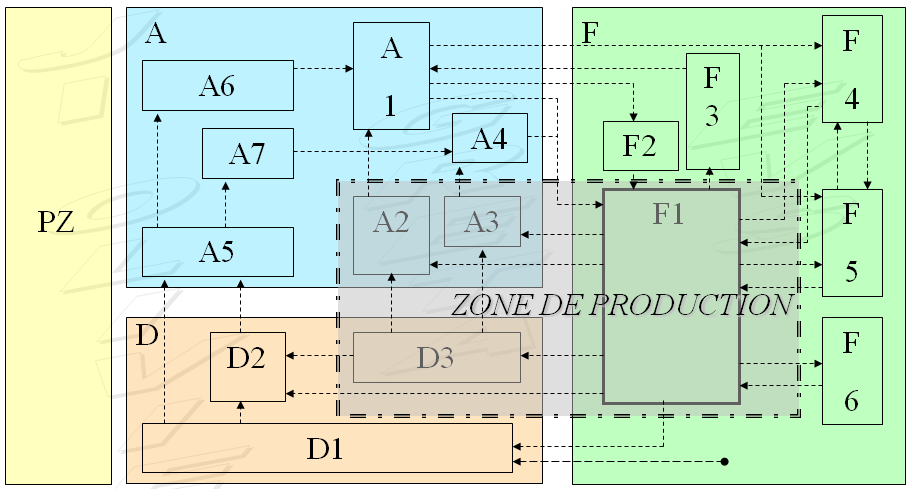 A
F
A
1
F
4
A6
F
3
A7
A4
F2
PZ
A2
A3
F1
A5
F
5
ZONE DE PRODUCTION
D
D2
D3
F
6
D1